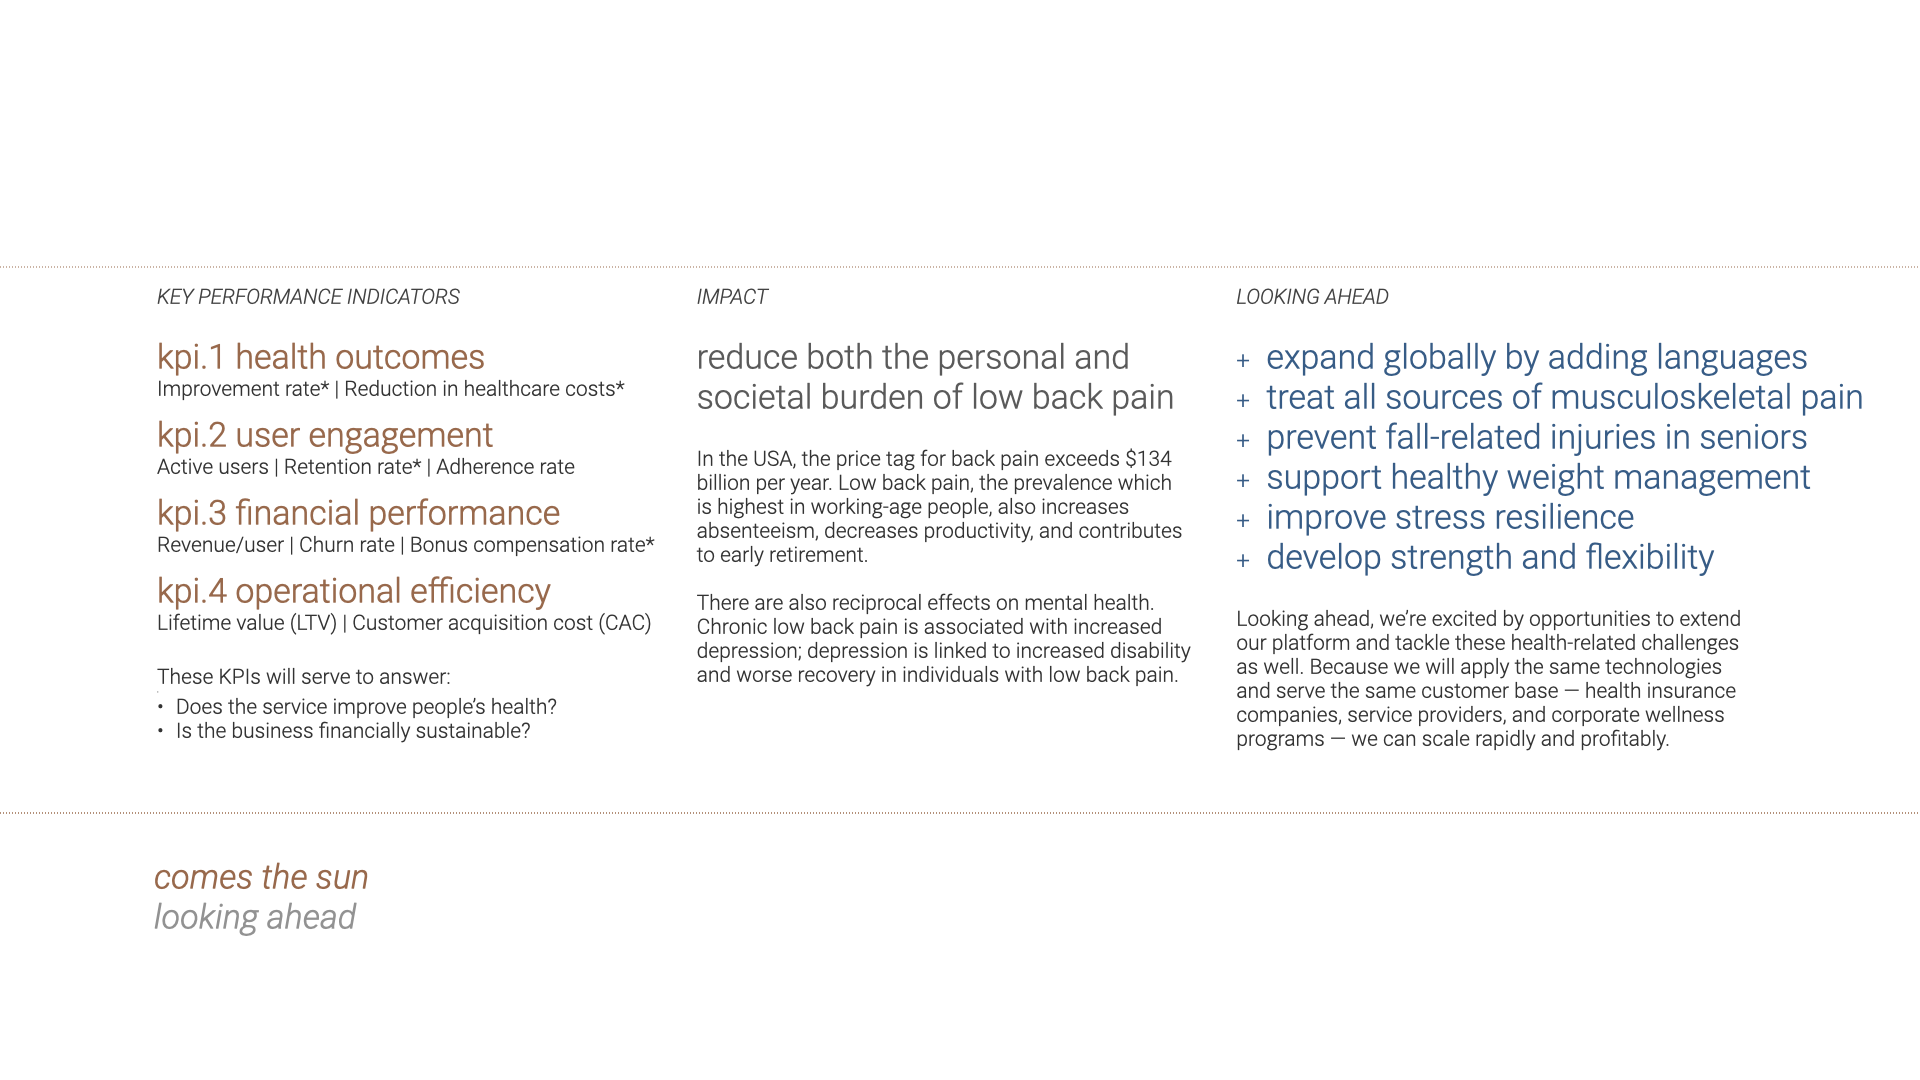 KEY PERFORMANCE INDICATORS
kpi.1 health outcomes
Improvement rate* | Reduction in healthcare costs*
kpi.2 user engagement
Active users | Retention rate* | Adherence rate
kpi.3 financial performance
Revenue/user | Churn rate | Bonus compensation rate*
kpi.4 operational efficiency
Lifetime value (LTV) | Customer acquisition cost (CAC)
These KPIs will serve to answer:
• Does the service improve people’s health?
• Is the business financially sustainable?
IMPACT
reduce both the personal and
societal burden of low back pain
In the USA, the price tag for back pain exceeds $134
billion per year. Low back pain, the prevalence which
is highest in working-age people, also increases
absenteeism, decreases productivity, and contributes
to early retirement.
There are also reciprocal effects on mental health.
Chronic low back pain is associated with increased
depression; depression is linked to increased disability
and worse recovery in individuals with low back pain.
LOOKING AHEAD
+ expand globally by adding languages
+ treat all sources of musculoskeletal pain
+ prevent fall-related injuries in seniors
+ support healthy weight management
+ improve stress resilience
+ develop strength and flexibility
Looking ahead, we’re excited by opportunities to extend
our platform and tackle these health-related challenges
as well. Because we will apply the same technologies
and serve the same customer base — health insurance
companies, service providers, and corporate wellness
programs — we can scale rapidly and profitably.
comes the sun
looking ahead